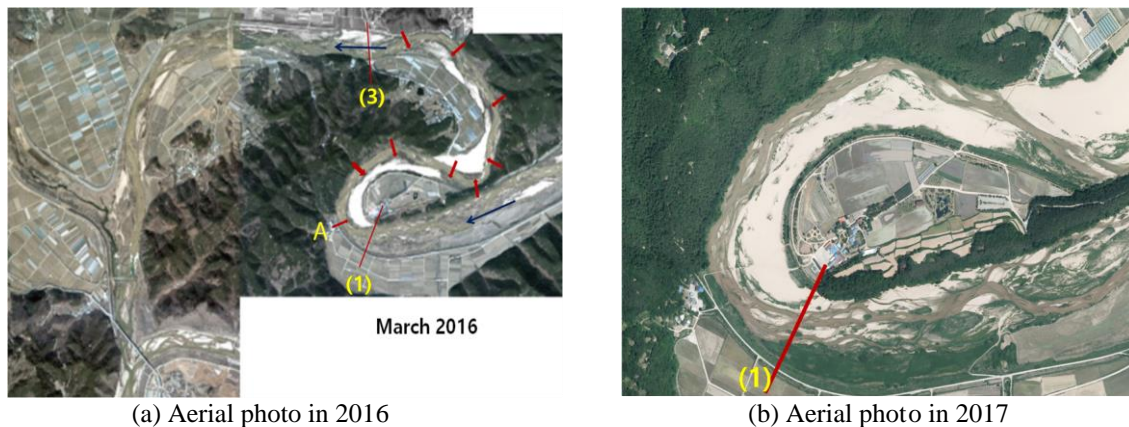 (3)
A
(1)
March 2016
(1)
(a) Aerial photo in 2016
(b) Aerial photo in 2017